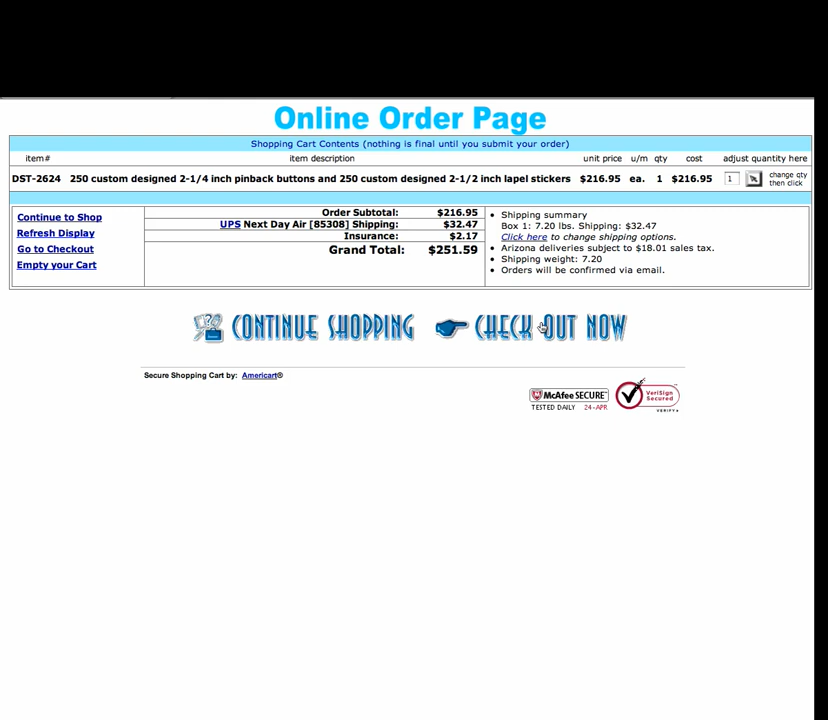 Online Order Page
Shopping Cart Contents (nothing is final until you submit your order)
item# item description unit price u/m qty cost adjust quantity here
DST-2624 250 custom designed 2-1/4 inch pinback buttons and 250 custom designed 2-1/2 inch lapel stickers $216.95 ea. 1 $216.95 1 change qty then click
Continue to Shop
Refresh Display
Go to Checkout
Empty your Cart
Order Subtotal: $216.95
UPS Next Day Air [85308] Shipping: $32.47
Insurance: $2.17
Grand Total: $251.59
• Shipping summary
Box 1: 7.20 lbs. Shipping: $32.47
Click here to change shipping options.
• Arizona deliveries subject to $18.01 sales tax.
• Shipping weight: 7.20
• Orders will be confirmed via email.
CONTINUE SHOPPING CHECK OUT NOW
Secure Shopping Cart by: Americart®
McAfee SECURE™
TESTED DAILY 24-APR
VeriSign
Secured
VERIFY